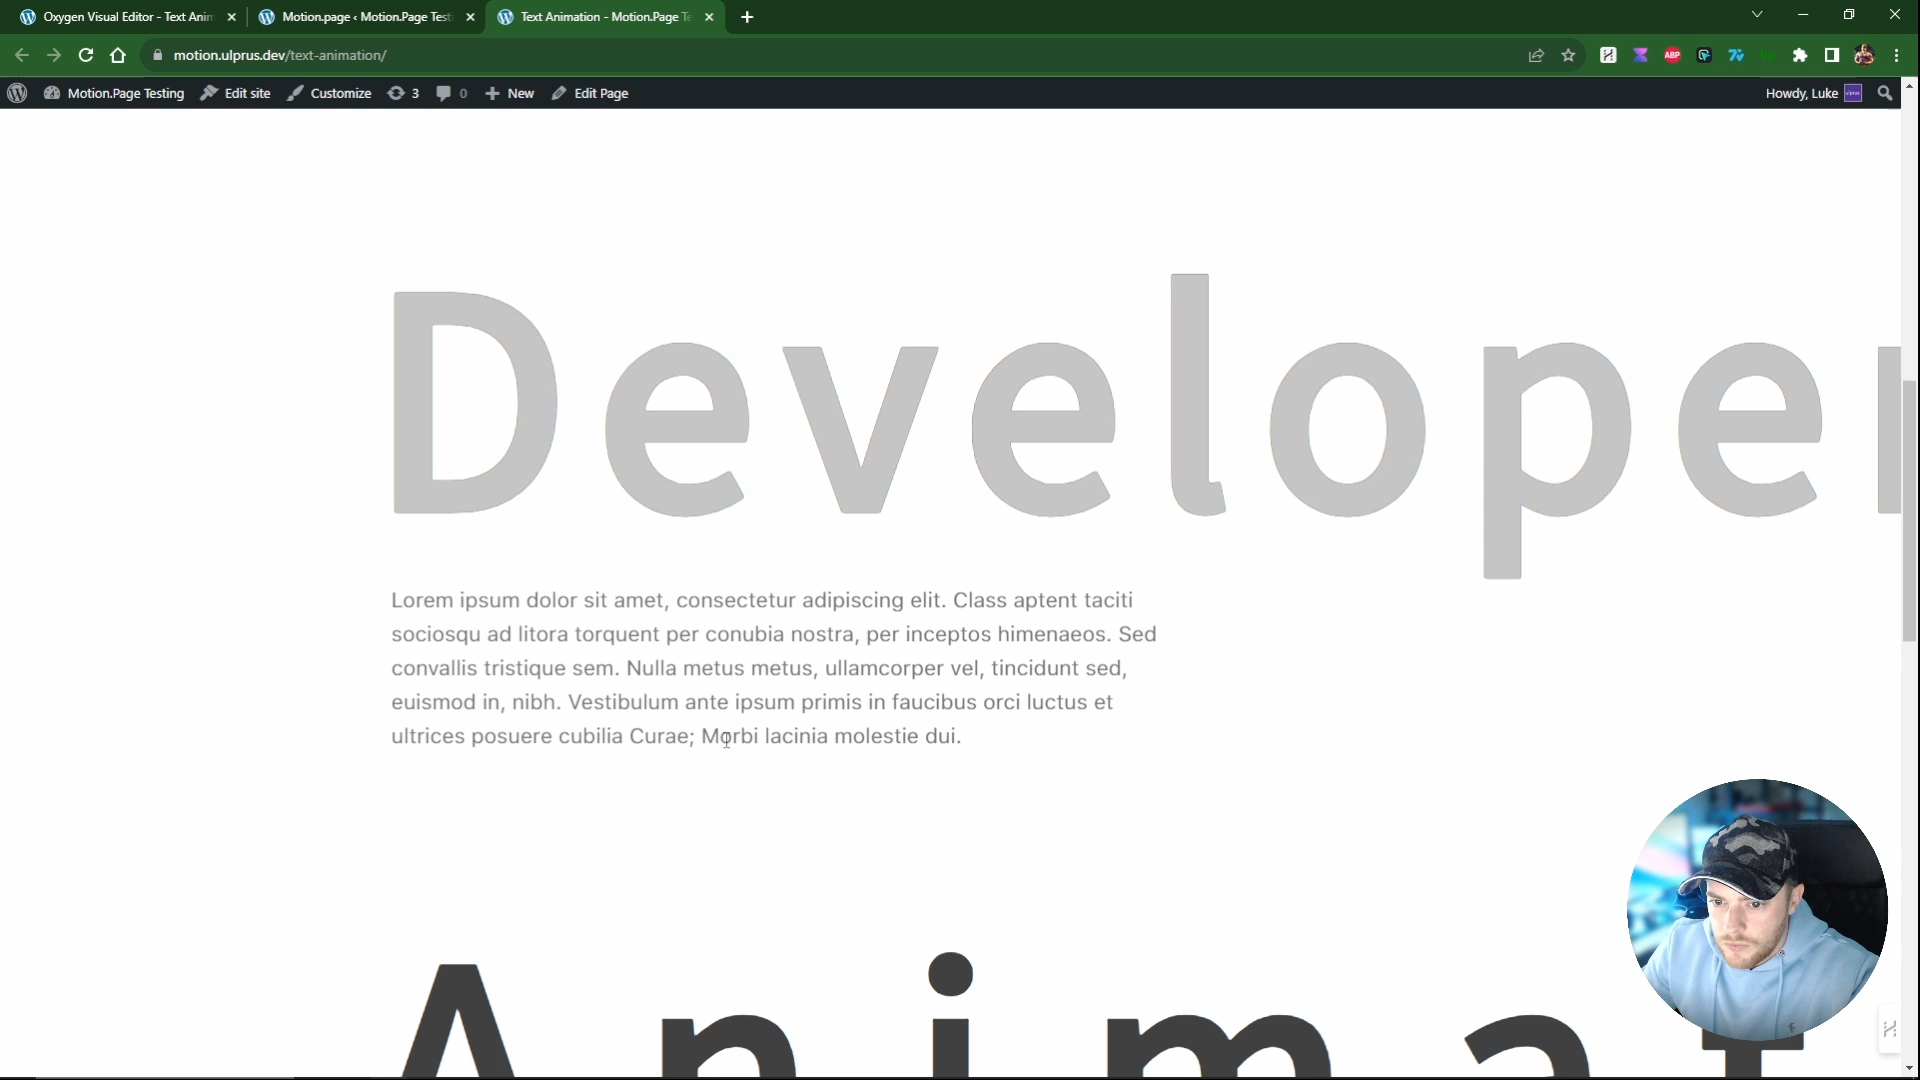 Oxygen Visual Editor - Text Anim
Motion.page ‹ Motion.Page Test
Text Animation - Motion.Page Te
motion.ulprus.dev/text-animation/
ABP
Motion.Page Testing
Edit site
Customize
3
0
New
Edit Page
Howdy, Luke
Developer
Lorem ipsum dolor sit amet, consectetur adipiscing elit. Class aptent taciti
sociosqu ad litora torquent per conubia nostra, per inceptos himenaeos. Sed
convallis tristique sem. Nulla metus metus, ullamcorper vel, tincidunt sed,
euismod in, nibh. Vestibulum ante ipsum primis in faucibus orci luctus et
ultrices posuere cubilia Curae; Morbi lacinia molestie dui.
Animat